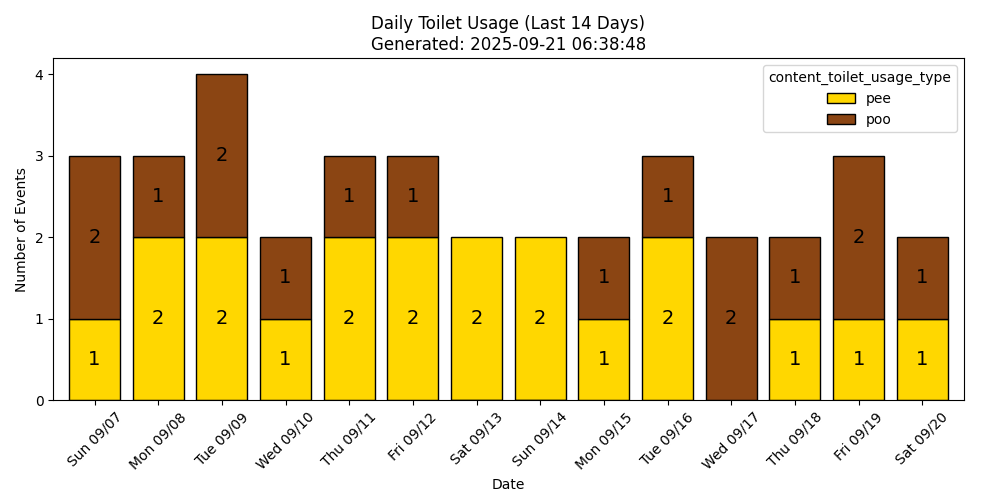 Daily Toilet Usage (Last 14 Days)
Generated: 2025-09-21 06:38:48
content_toilet_usage_type
pee
poo
Number of Events
4
3
2
1
0
2 1 2 1 1 1 1 1 2 1 2 1
1 2 2 1 2 2 2 2 1 2 2 1 1 1
Sun 09/07
Mon 09/08
Tue 09/09
Wed 09/10
Thu 09/11
Fri 09/12
Sat 09/13
Sun 09/14
Mon 09/15
Tue 09/16
Wed 09/17
Thu 09/18
Fri 09/19
Sat 09/20
Date